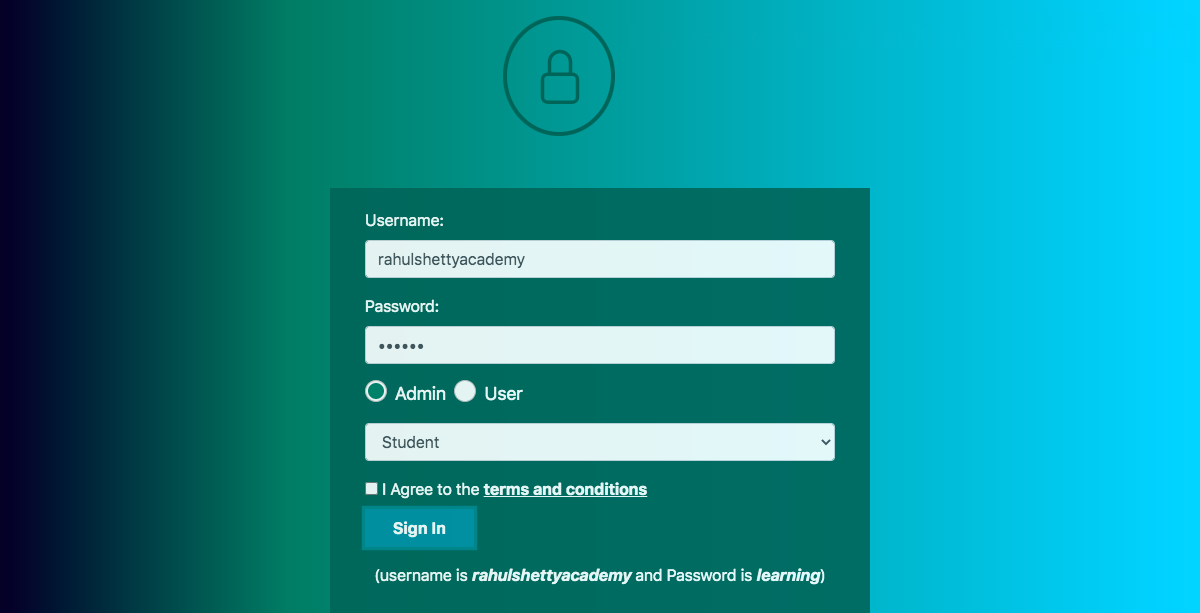 Username:
rahulshettyacademy
Password:
••••••
Admin User
Student
I Agree to the terms and conditions
Sign In
(username is rahulshettyacademy and Password is learning)